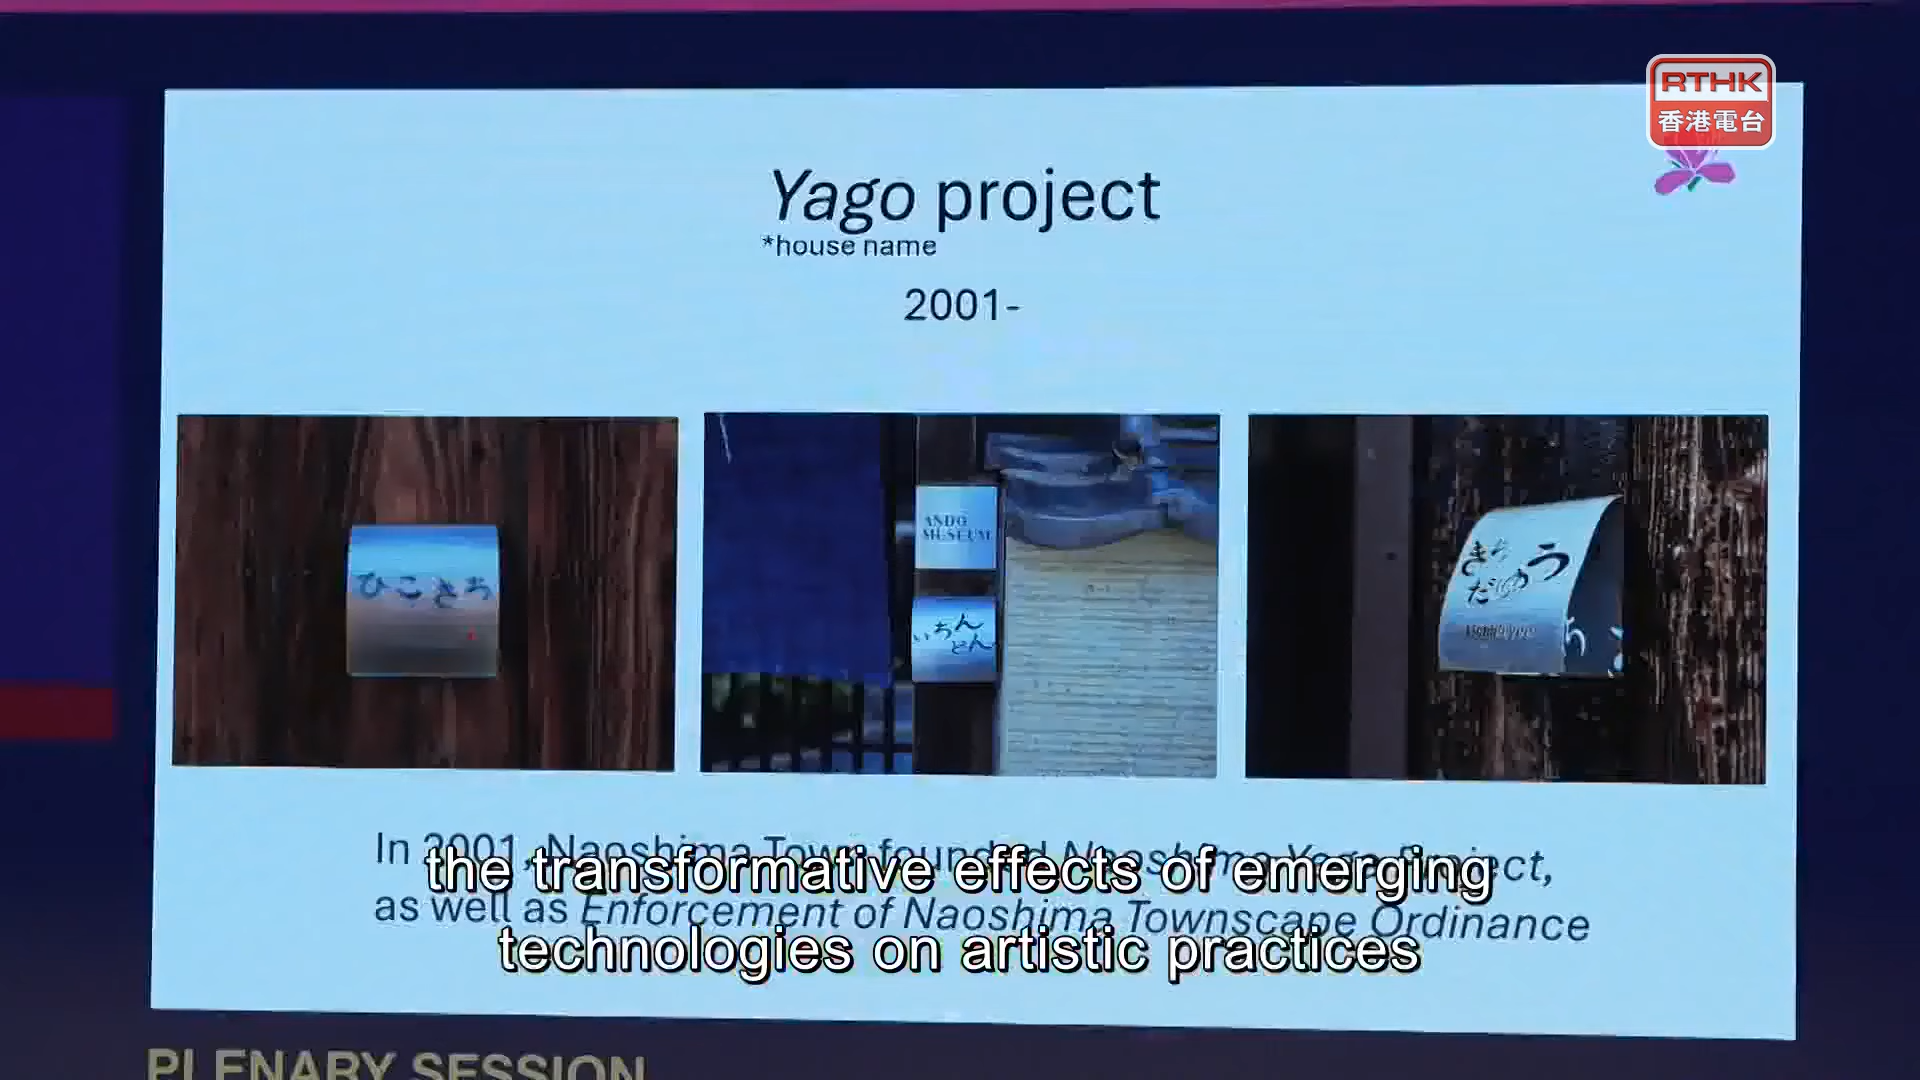 RTHK
香港電台
Yago project
*house name
2001-
ひこきち
ANDO
MUSEUM
いちん
どん
In 2001, Naoshima Town founded Naoshima Yago Project,
as well as Enforcement of Naoshima Townscape Ordinance
the transformative effects of emerging
technologies on artistic practices
PLENARY SESSION